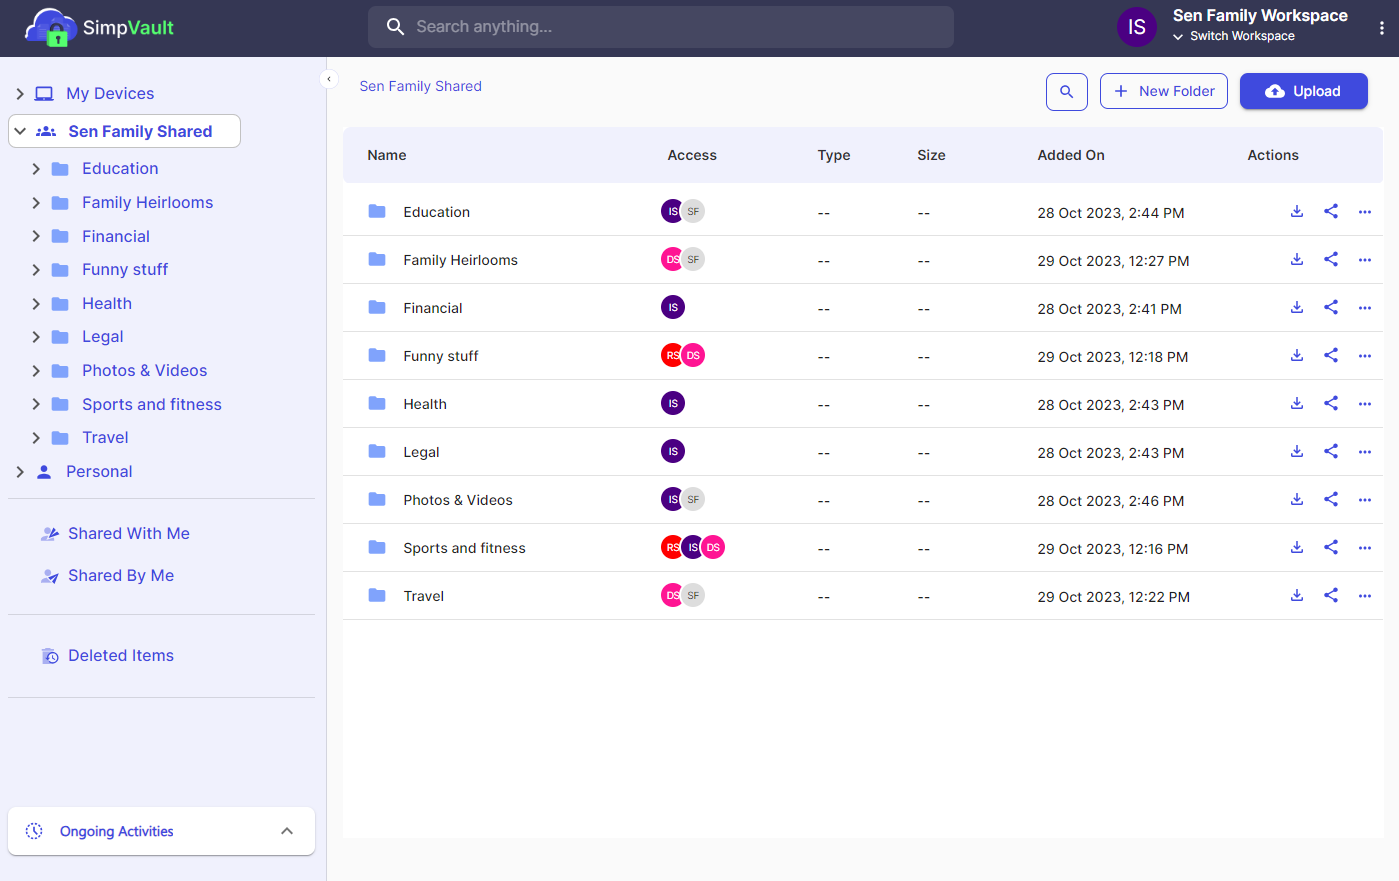 SimpVault
Search anything...
IS
Sen Family Workspace
Switch Workspace
My Devices
Sen Family Shared
Education
Family Heirlooms
Financial
Funny stuff
Health
Legal
Photos & Videos
Sports and fitness
Travel
Personal
Shared With Me
Shared By Me
Deleted Items
Ongoing Activities
Sen Family Shared
New Folder
Upload
Name Access Type Size Added On Actions
Education IS SF -- -- 28 Oct 2023, 2:44 PM
Family Heirlooms DS SF -- -- 29 Oct 2023, 12:27 PM
Financial IS -- -- 28 Oct 2023, 2:41 PM
Funny stuff RS DS -- -- 29 Oct 2023, 12:18 PM
Health IS -- -- 28 Oct 2023, 2:43 PM
Legal IS -- -- 28 Oct 2023, 2:43 PM
Photos & Videos IS SF -- -- 28 Oct 2023, 2:46 PM
Sports and fitness RS IS DS -- -- 29 Oct 2023, 12:16 PM
Travel DS SF -- -- 29 Oct 2023, 12:22 PM